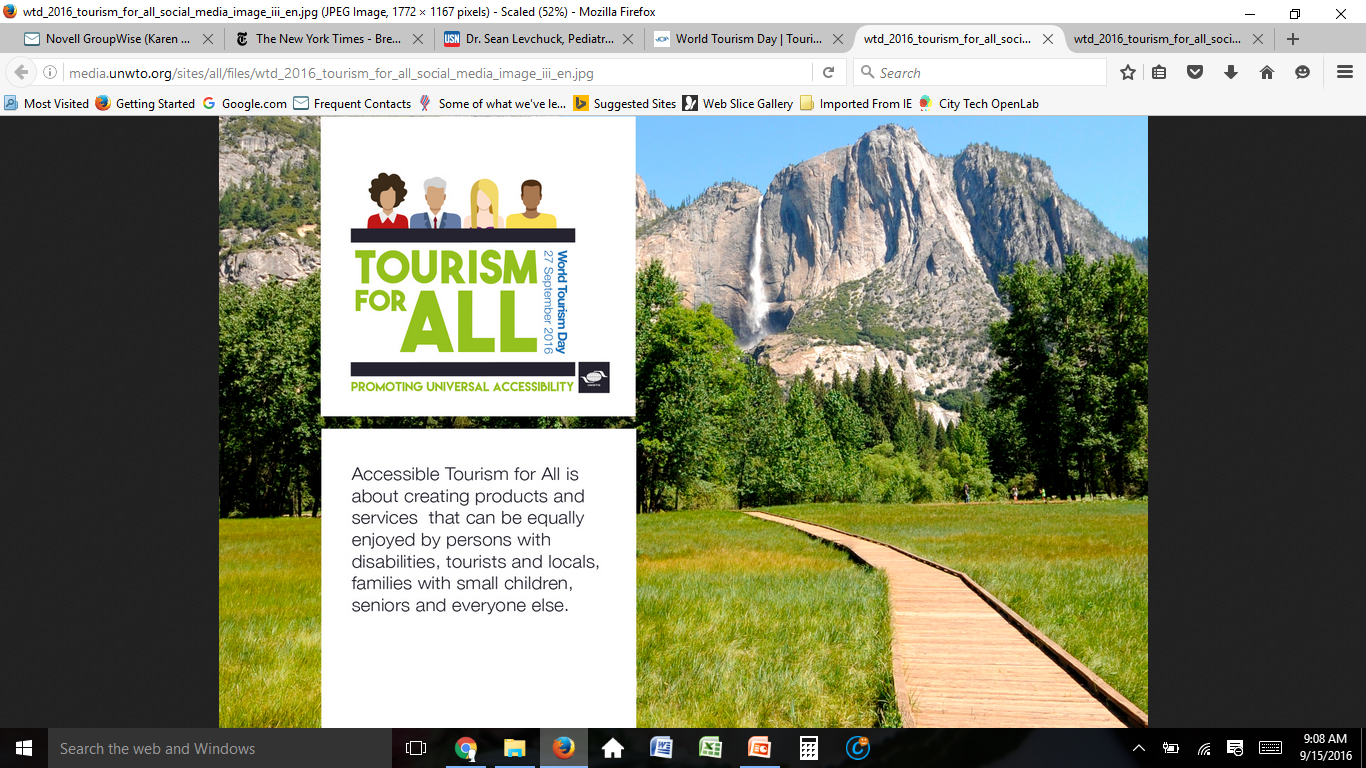 wtd_2016_tourism_for_all_social_media_image_iii_en.jpg (JPEG Image, 1772 × 1167 pixels) - Scaled (52%) - Mozilla Firefox
Novell GroupWise (Karen ...
The New York Times - Bre...
USN
Dr. Sean Levchuck, Pediatr...
World Tourism Day | Touri...
wtd_2016_tourism_for_all_soci...
wtd_2016_tourism_for_all_soci...
media.unwto.org/sites/all/files/wtd_2016_tourism_for_all_social_media_image_iii_en.jpg
Search
Most Visited
Getting Started
Google.com
Frequent Contacts
Some of what we've le...
Suggested Sites
Web Slice Gallery
Imported From IE
City Tech OpenLab
TOURISM
FOR
ALL
World Tourism Day
27 September 2016
PROMOTING UNIVERSAL ACCESSIBILITY
Accessible Tourism for All is
about creating products and
services  that can be equally
enjoyed by persons with
disabilities, tourists and locals,
families with small children,
seniors and everyone else.
Search the web and Windows
9:08 AM
9/15/2016